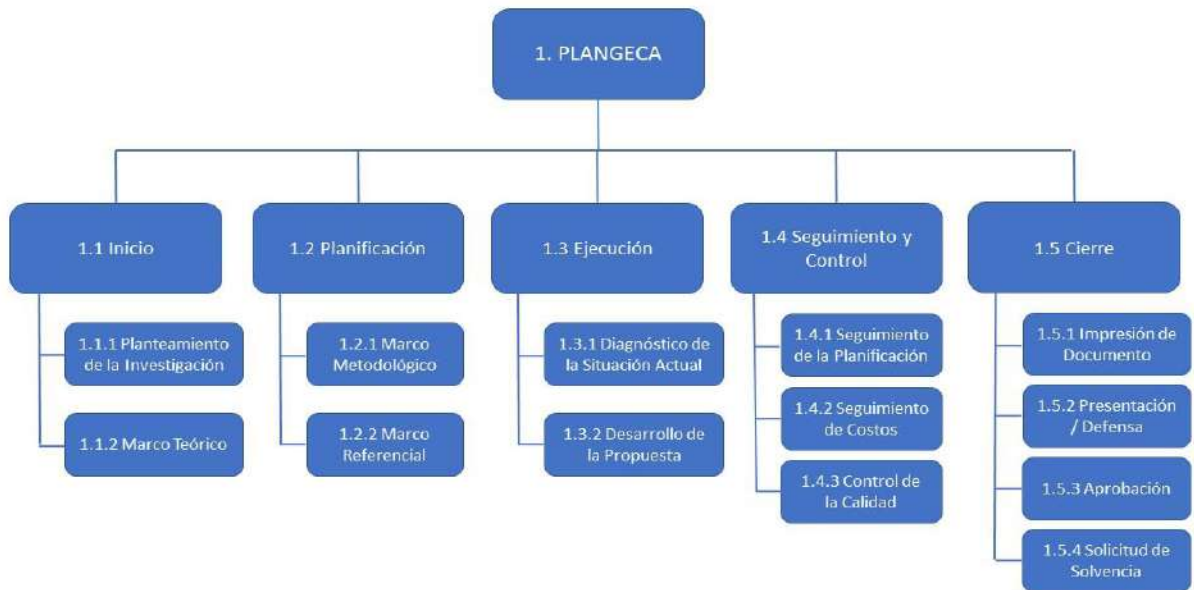 1. PLANGECA
1.1 Inicio
1.1.1 Planteamiento
de la Investigación
1.1.2 Marco Teórico
1.2 Planificación
1.2.1 Marco
Metodológico
1.2.2 Marco
Referencial
1.3 Ejecución
1.3.1 Diagnóstico de
la Situación Actual
1.3.2 Desarrollo de
la Propuesta
1.4 Seguimiento y
Control
1.4.1 Seguimiento
de la Planificación
1.4.2 Seguimiento
de Costos
1.4.3 Control de
la Calidad
1.5 Cierre
1.5.1 Impresión de
Documento
1.5.2 Presentación
/ Defensa
1.5.3 Aprobación
1.5.4 Solicitud de
Solvencia